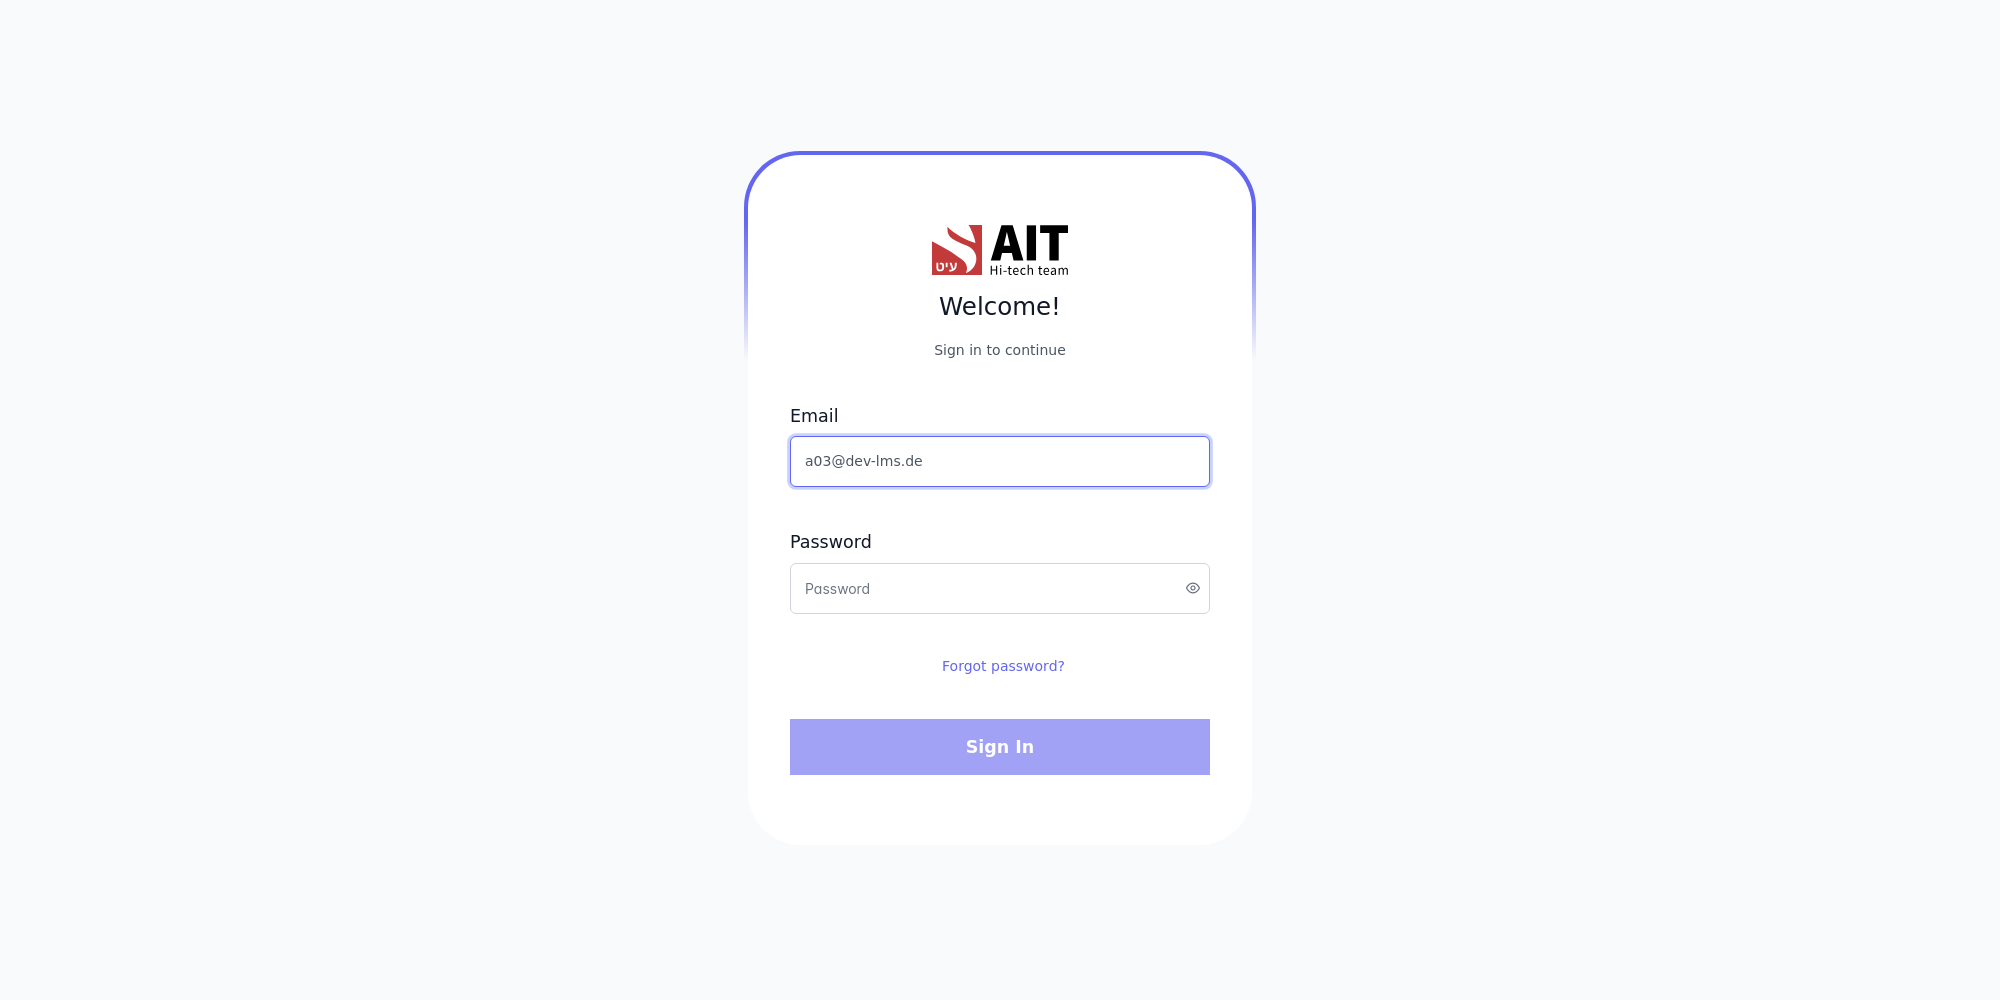 עיט
AIT
Hi-tech team
Welcome!
Sign in to continue
Email
a03@dev-lms.de
Password
Password
Forgot password?
Sign In